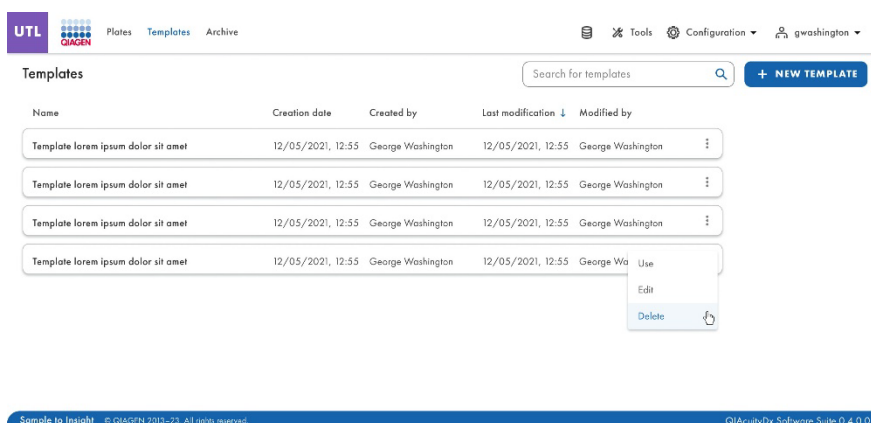 UTL QIAGEN Plates Templates Archive Tools Configuration gwashington
Templates Search for templates + NEW TEMPLATE
Name Creation date Created by Last modification ↓ Modified by
Template lorem ipsum dolor sit amet 12/05/2021, 12:55 George Washington 12/05/2021, 12:55 George Washington
Template lorem ipsum dolor sit amet 12/05/2021, 12:55 George Washington 12/05/2021, 12:55 George Washington
Template lorem ipsum dolor sit amet 12/05/2021, 12:55 George Washington 12/05/2021, 12:55 George Washington
Template lorem ipsum dolor sit amet 12/05/2021, 12:55 George Washington 12/05/2021, 12:55 George Wa
Use
Edit
Delete
Sample to Insight © QIAGEN 2013–23. All rights reserved. QIAcuityDx Software Suite 0.4.0.0